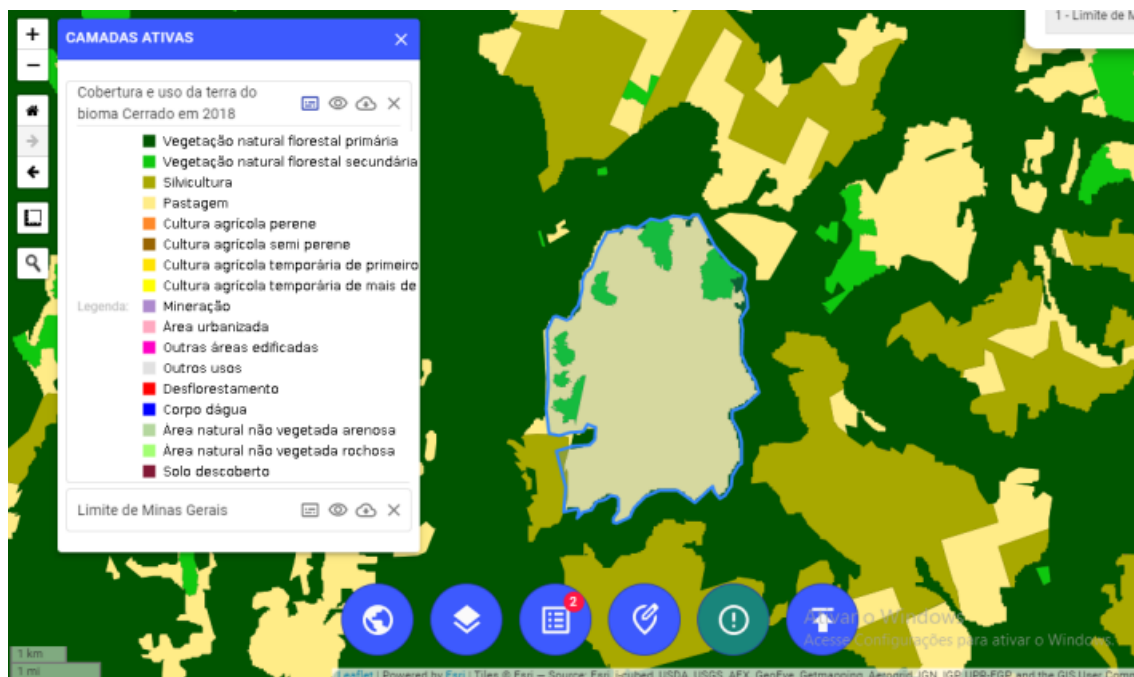 1 - Limite de M
+
−
CAMADAS ATIVAS
Cobertura e uso da terra do
bioma Cerrado em 2018
Legenda:
Vegetação natural florestal primária
Vegetação natural florestal secundária
Silvicultura
Pastagem
Cultura agrícola perene
Cultura agrícola semi perene
Cultura agrícola temporária de primeiro
Cultura agrícola temporária de mais de
Mineração
Área urbanizada
Outras áreas edificadas
Outros usos
Desflorestamento
Corpo dágua
Área natural não vegetada arenosa
Área natural não vegetada rochosa
Solo descoberto
Limite de Minas Gerais
2
Ativar o Windows
Acesse Configurações para ativar o Windows.
1 km
1 mi
Leaflet | Powered by Esri | Tiles © Esri — Source: Esri, i-cubed, USDA, USGS, AEX, GeoEye, Getmapping, Aerogrid, IGN, IGP, UPR-EGP, and the GIS User Comm